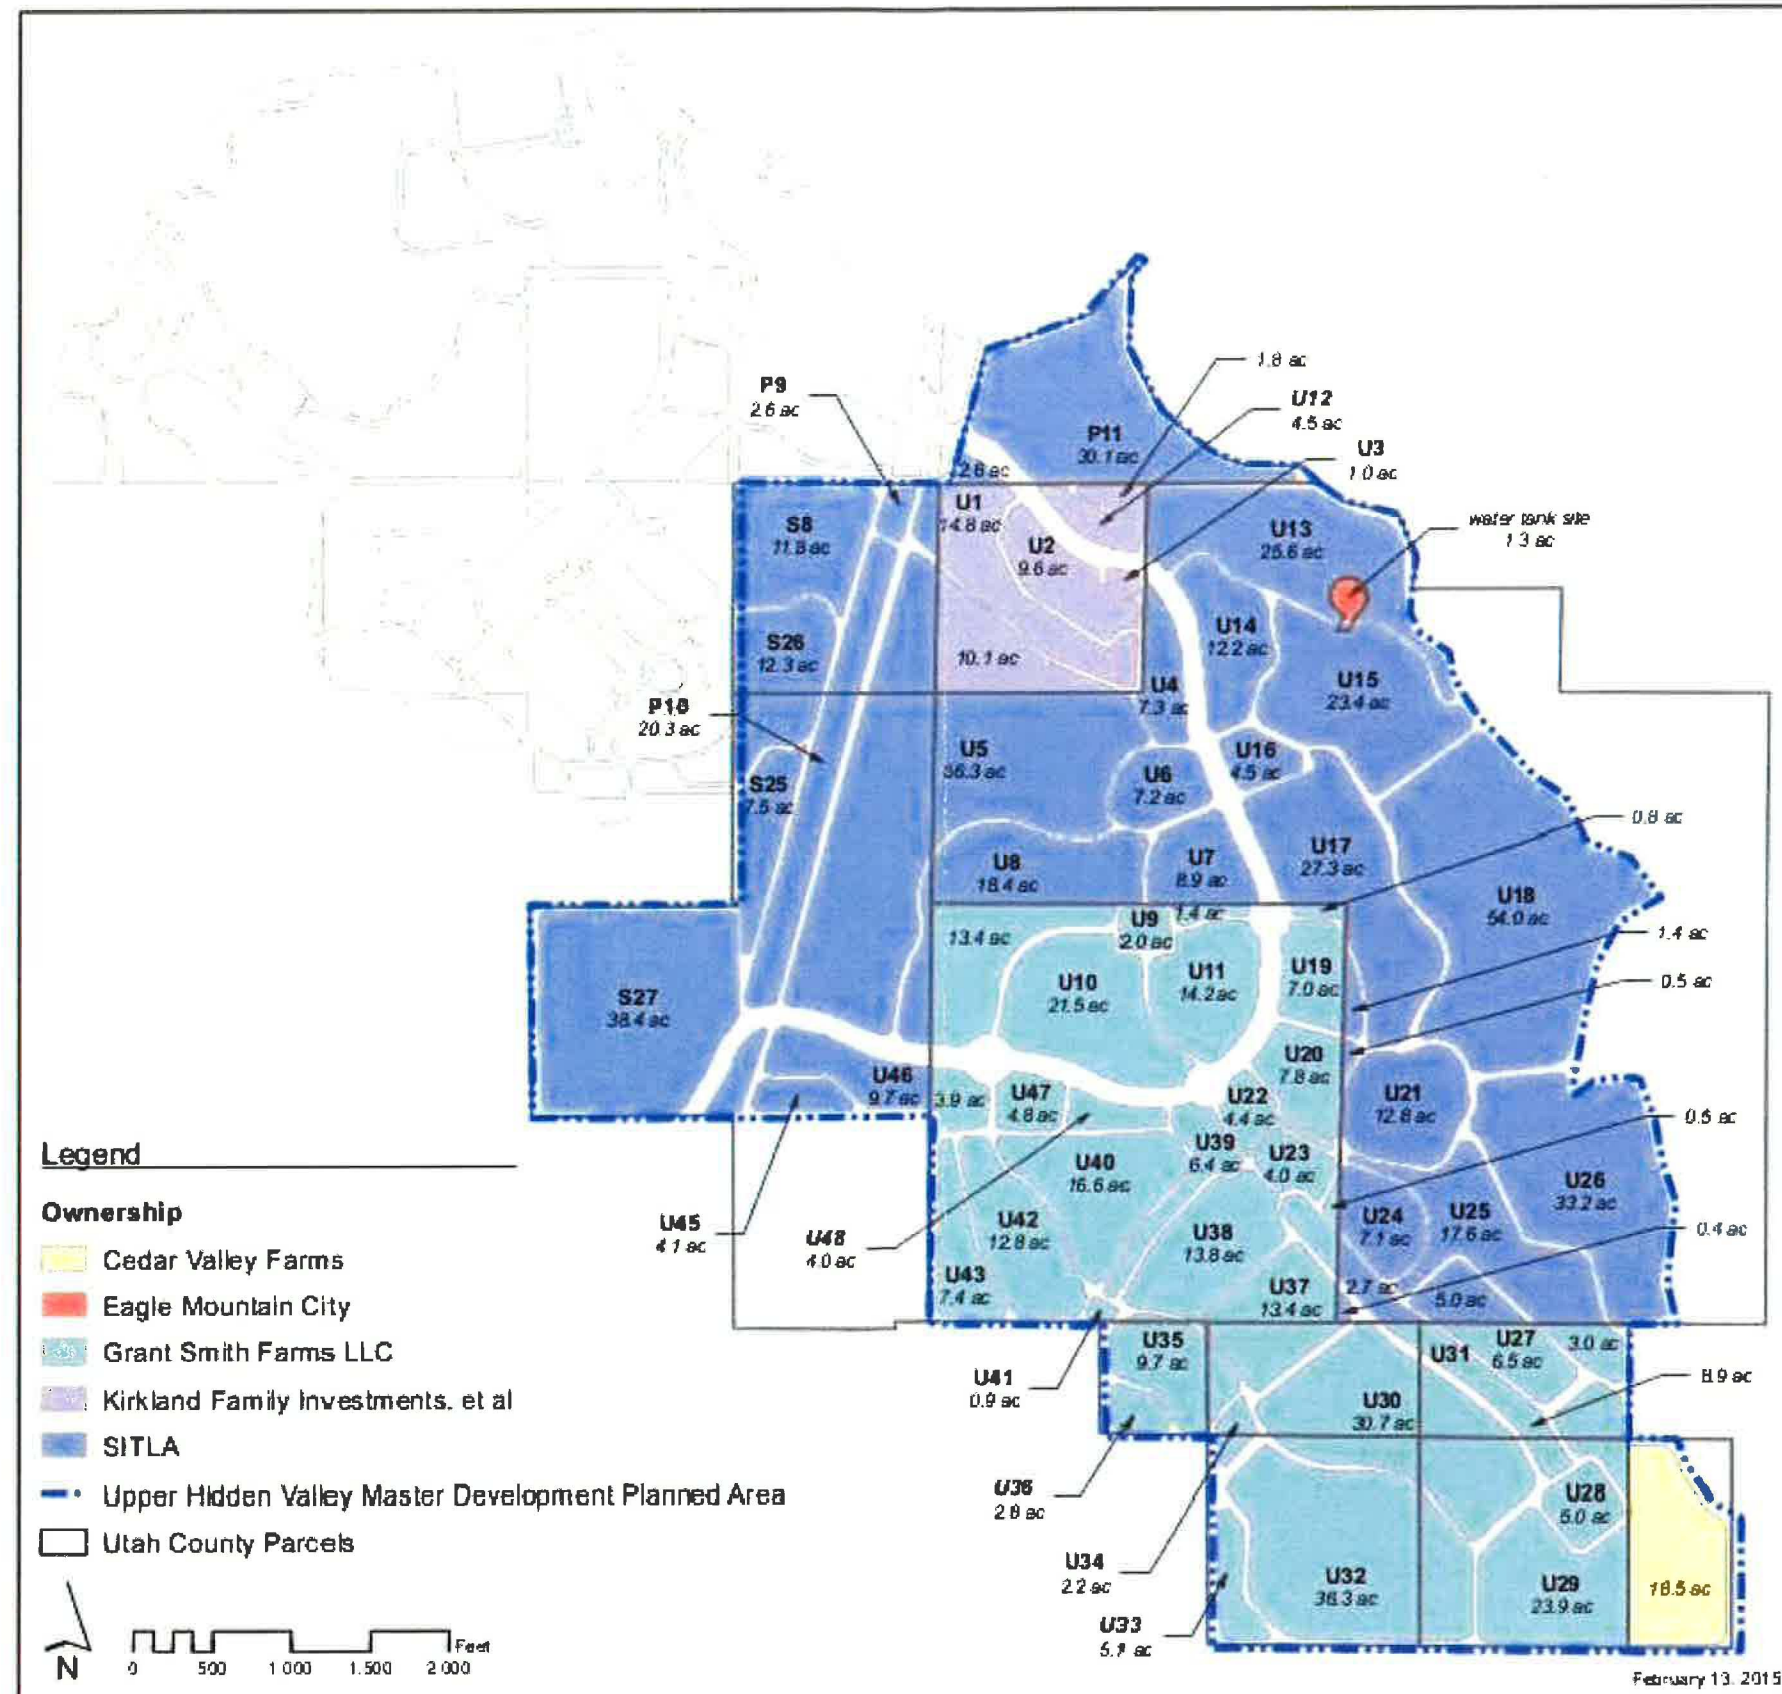 1.8 ac
P9
2.6 ac
U12
4.5 ac
P11
30.1 ac
U3
1.0 ac
2.6 ac
U1
14.8 ac
S8
11.8 ac
U13
25.6 ac
water tank site
1.3 ac
U2
9.6 ac
U14
12.2 ac
S26
12.3 ac
10.1 ac
U4
7.3 ac
U15
23.4 ac
P10
20.3 ac
U5
36.3 ac
U16
4.5 ac
S25
7.5 ac
U6
7.2 ac
0.8 ac
U8
18.4 ac
U7
8.9 ac
U17
27.3 ac
U18
54.0 ac
1.4 ac
U9
2.0 ac
13.4 ac
1.4 ac
U10
21.5 ac
U11
14.2 ac
U19
7.0 ac
0.5 ac
S27
38.4 ac
U20
7.8 ac
U46
9.7 ac
3.9 ac
U47
4.8 ac
U22
4.4 ac
U21
12.8 ac
0.5 ac
U39
6.4 ac
U23
4.0 ac
U40
16.6 ac
U26
33.2 ac
U45
4.1 ac
U48
4.0 ac
U42
12.8 ac
U38
13.8 ac
U24
7.1 ac
U25
17.6 ac
0.4 ac
U43
7.4 ac
U37
13.4 ac
2.7 ac
5.0 ac
U35
9.7 ac
U31
U27
6.5 ac
3.0 ac
U41
0.9 ac
8.9 ac
U30
30.7 ac
U36
2.8 ac
U28
5.0 ac
U34
2.2 ac
U32
36.3 ac
U29
23.9 ac
18.5 ac
U33
5.1 ac
Legend
Ownership
Cedar Valley Farms
Eagle Mountain City
Grant Smith Farms LLC
Kirkland Family Investments, et al
SITLA
Upper Hidden Valley Master Development Planned Area
Utah County Parcels
N
0 500 1 000 1.500 2 000 Feet
February 13, 2015